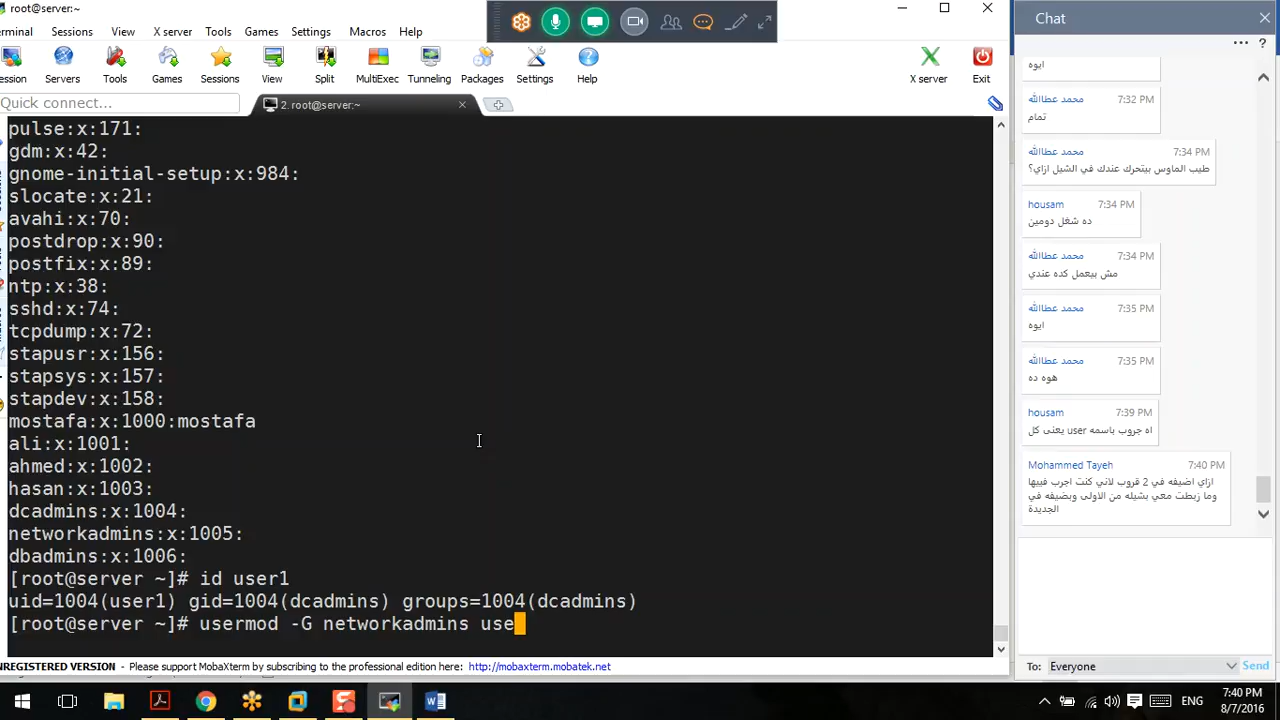 root@server:~
erminal Sessions View X server Tools Games Settings Macros Help
ession Servers Tools Games Sessions View Split MultiExec Tunneling Packages Settings Help X server Exit
Quick connect...
2. root@server:~
pulse:x:171:
gdm:x:42:
gnome-initial-setup:x:984:
slocate:x:21:
avahi:x:70:
postdrop:x:90:
postfix:x:89:
ntp:x:38:
sshd:x:74:
tcpdump:x:72:
stapusr:x:156:
stapsys:x:157:
stapdev:x:158:
mostafa:x:1000:mostafa
ali:x:1001:
ahmed:x:1002:
hasan:x:1003:
dcadmins:x:1004:
networkadmins:x:1005:
dbadmins:x:1006:
[root@server ~]# id user1
uid=1004(user1) gid=1004(dcadmins) groups=1004(dcadmins)
[root@server ~]# usermod -G networkadmins use
NREGISTERED VERSION - Please support MobaXterm by subscribing to the professional edition here: http://mobaxterm.mobatek.net
Chat
?
ايوه
محمد عطاالله 7:32 PM
تمام
محمد عطاالله 7:34 PM
طيب الماوس بيتحرك عندك في الشيل ازاي؟
housam 7:34 PM
ده شغل دومين
محمد عطاالله 7:34 PM
مش بيعمل كده عندي
محمد عطاالله 7:35 PM
ايوه
محمد عطاالله 7:35 PM
هوه ده
housam 7:39 PM
اه جروب باسمه user يعنى كل
Mohammed Tayeh 7:40 PM
ازاي اضيفه في 2 قروب لاني كنت اجرب فييها
وما زبطت معي بشيله من الاولى وبضيفه في
الجديدة
To: Everyone Send
ENG
7:40 PM
8/7/2016